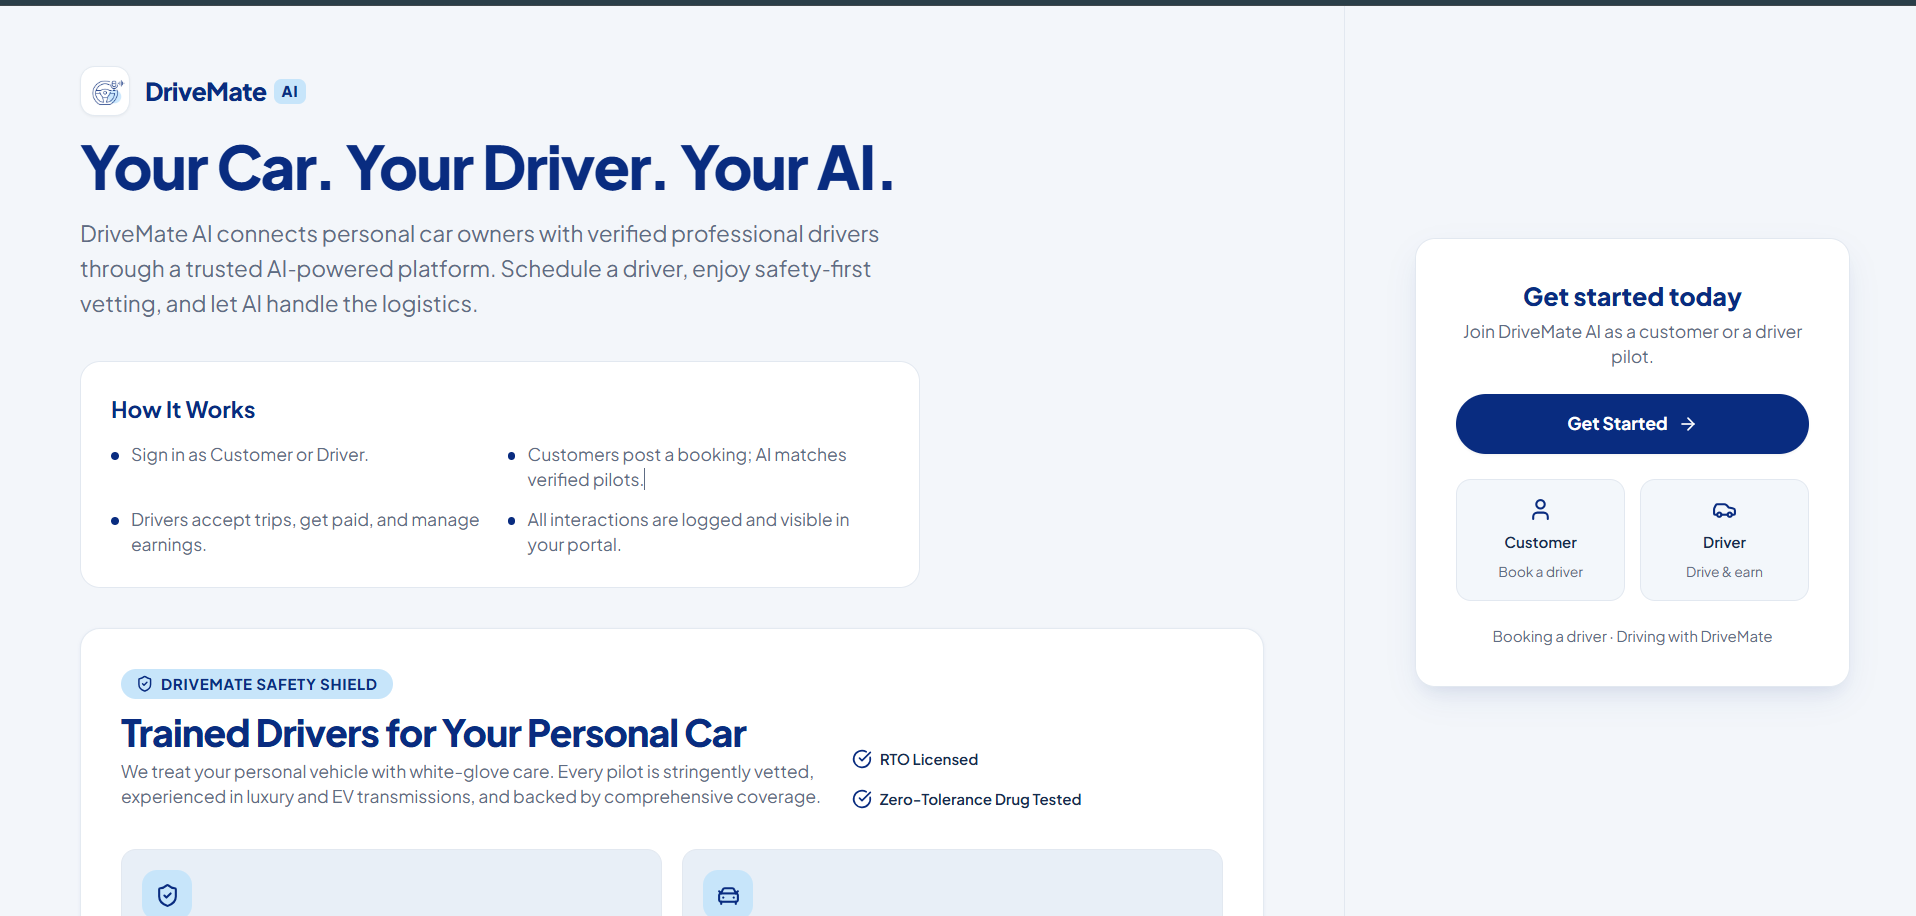 DriveMate AI
Your Car. Your Driver. Your AI.
DriveMate AI connects personal car owners with verified professional drivers
through a trusted AI-powered platform. Schedule a driver, enjoy safety-first
vetting, and let AI handle the logistics.
How It Works
Sign in as Customer or Driver.
Customers post a booking; AI matches
verified pilots.
Drivers accept trips, get paid, and manage
earnings.
All interactions are logged and visible in
your portal.
DRIVEMATE SAFETY SHIELD
Trained Drivers for Your Personal Car
We treat your personal vehicle with white-glove care. Every pilot is stringently vetted,
experienced in luxury and EV transmissions, and backed by comprehensive coverage.
RTO Licensed
Zero-Tolerance Drug Tested
Get started today
Join DriveMate AI as a customer or a driver
pilot.
Get Started
Customer
Book a driver
Driver
Drive & earn
Booking a driver · Driving with DriveMate